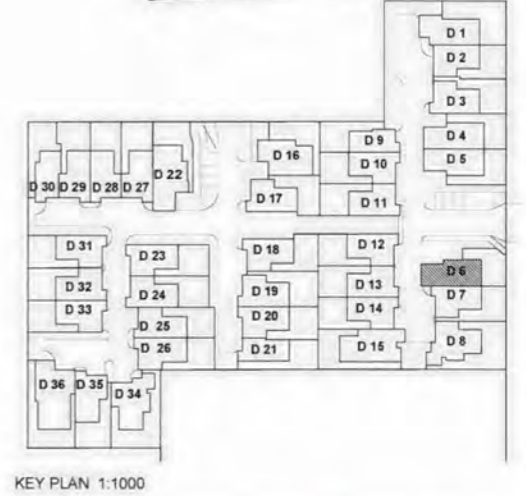 D 1
D 2
D 3
D 4
D 5
D 9
D 10
D 11
D 16
D 17
D 22
D 30
D 29
D 28
D 27
D 31
D 32
D 33
D 23
D 24
D 25
D 26
D 18
D 19
D 20
D 21
D 12
D 13
D 14
D 15
D 6
D 7
D 8
D 36
D 35
D 34
KEY PLAN 1:1000